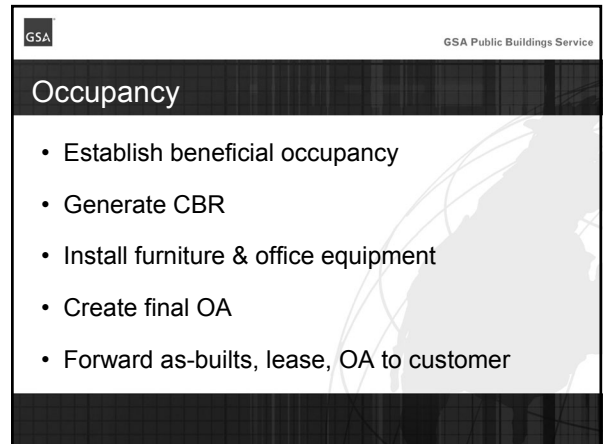 GSA
GSA Public Buildings Service
Occupancy
• Establish beneficial occupancy
• Generate CBR
• Install furniture & office equipment
• Create final OA
• Forward as-builts, lease, OA to customer